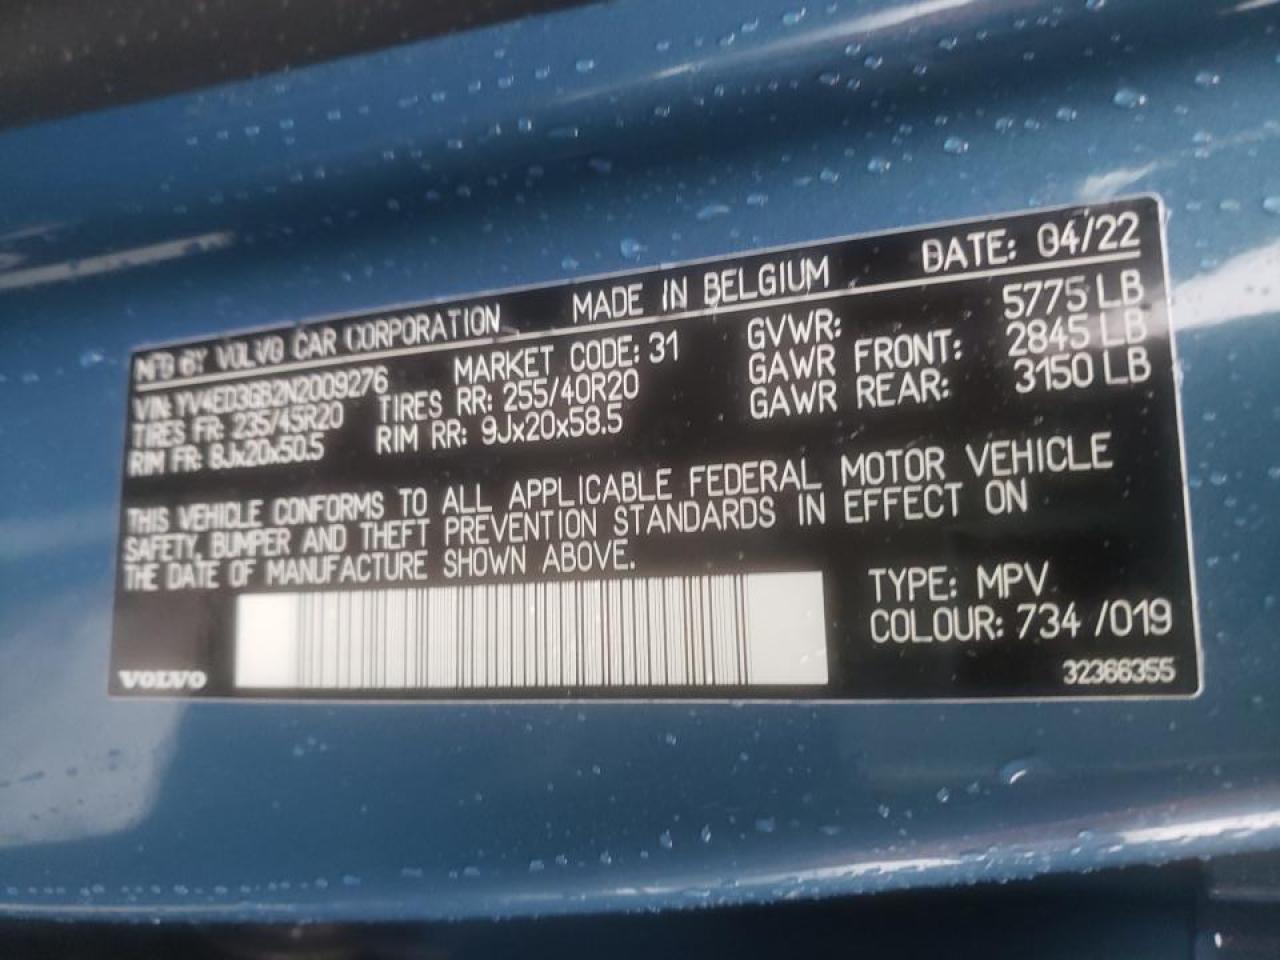 MFD BY VOLVO CAR CORPORATION MADE IN BELGIUM DATE: 04/22
VIN: YV4ED3GB2N2009276 MARKET CODE: 31 GVWR: 5775 LB
TIRES FR: 235/45R20 TIRES RR: 255/40R20 GAWR FRONT: 2845 LB
RIM FR: 8Jx20x50.5 RIM RR: 9Jx20x58.5 GAWR REAR: 3150 LB
THIS VEHICLE CONFORMS TO ALL APPLICABLE FEDERAL MOTOR VEHICLE
SAFETY, BUMPER AND THEFT PREVENTION STANDARDS IN EFFECT ON
THE DATE OF MANUFACTURE SHOWN ABOVE.
TYPE: MPV
COLOUR: 734 /019
VOLVO 32366355